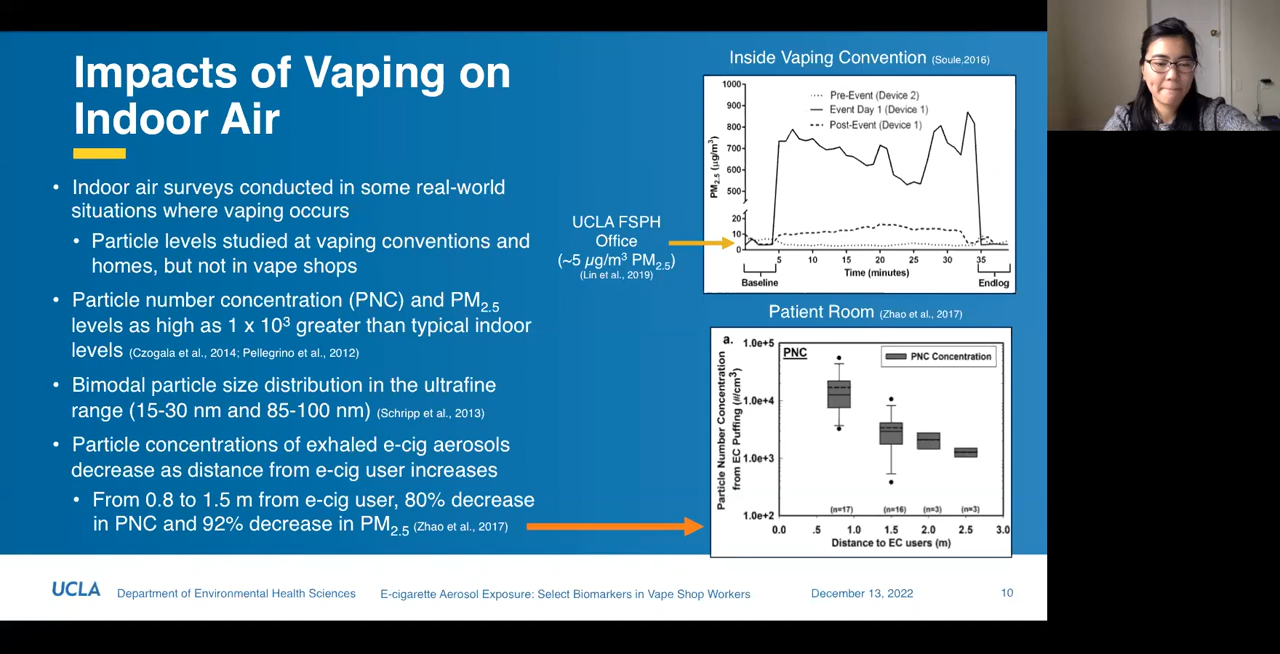 Impacts of Vaping on
Indoor Air
• Indoor air surveys conducted in some real-world
situations where vaping occurs
• Particle levels studied at vaping conventions and
homes, but not in vape shops
• Particle number concentration (PNC) and PM2.5
levels as high as 1 x 10³ greater than typical indoor
levels (Czogala et al., 2014; Pellegrino et al., 2012)
• Bimodal particle size distribution in the ultrafine
range (15-30 nm and 85-100 nm) (Schripp et al., 2013)
• Particle concentrations of exhaled e-cig aerosols
decrease as distance from e-cig user increases
• From 0.8 to 1.5 m from e-cig user, 80% decrease
in PNC and 92% decrease in PM2.5 (Zhao et al., 2017)
UCLA FSPH
Office
(~5 µg/m³ PM2.5)
(Lin et al., 2019)
Inside Vaping Convention (Soule,2016)
PM2.5 (µg/m³)
1000
900
800
700
600
500
20
10
0
Pre-Event (Device 2)
Event Day 1 (Device 1)
Post-Event (Device 1)
5 10 15 20 25 30 35
Time (minutes)
Baseline
Endlog
Patient Room (Zhao et al., 2017)
a.
PNC
PNC Concentration
Particle Number Concentration
from EC Puffing (#/cm³)
1.0e+5
1.0e+4
1.0e+3
1.0e+2
(n=17) (n=16) (n=3) (n=3)
0.0 .5 1.0 1.5 2.0 2.5 3.0
Distance to EC users (m)
UCLA Department of Environmental Health Sciences E-cigarette Aerosol Exposure: Select Biomarkers in Vape Shop Workers December 13, 2022 10